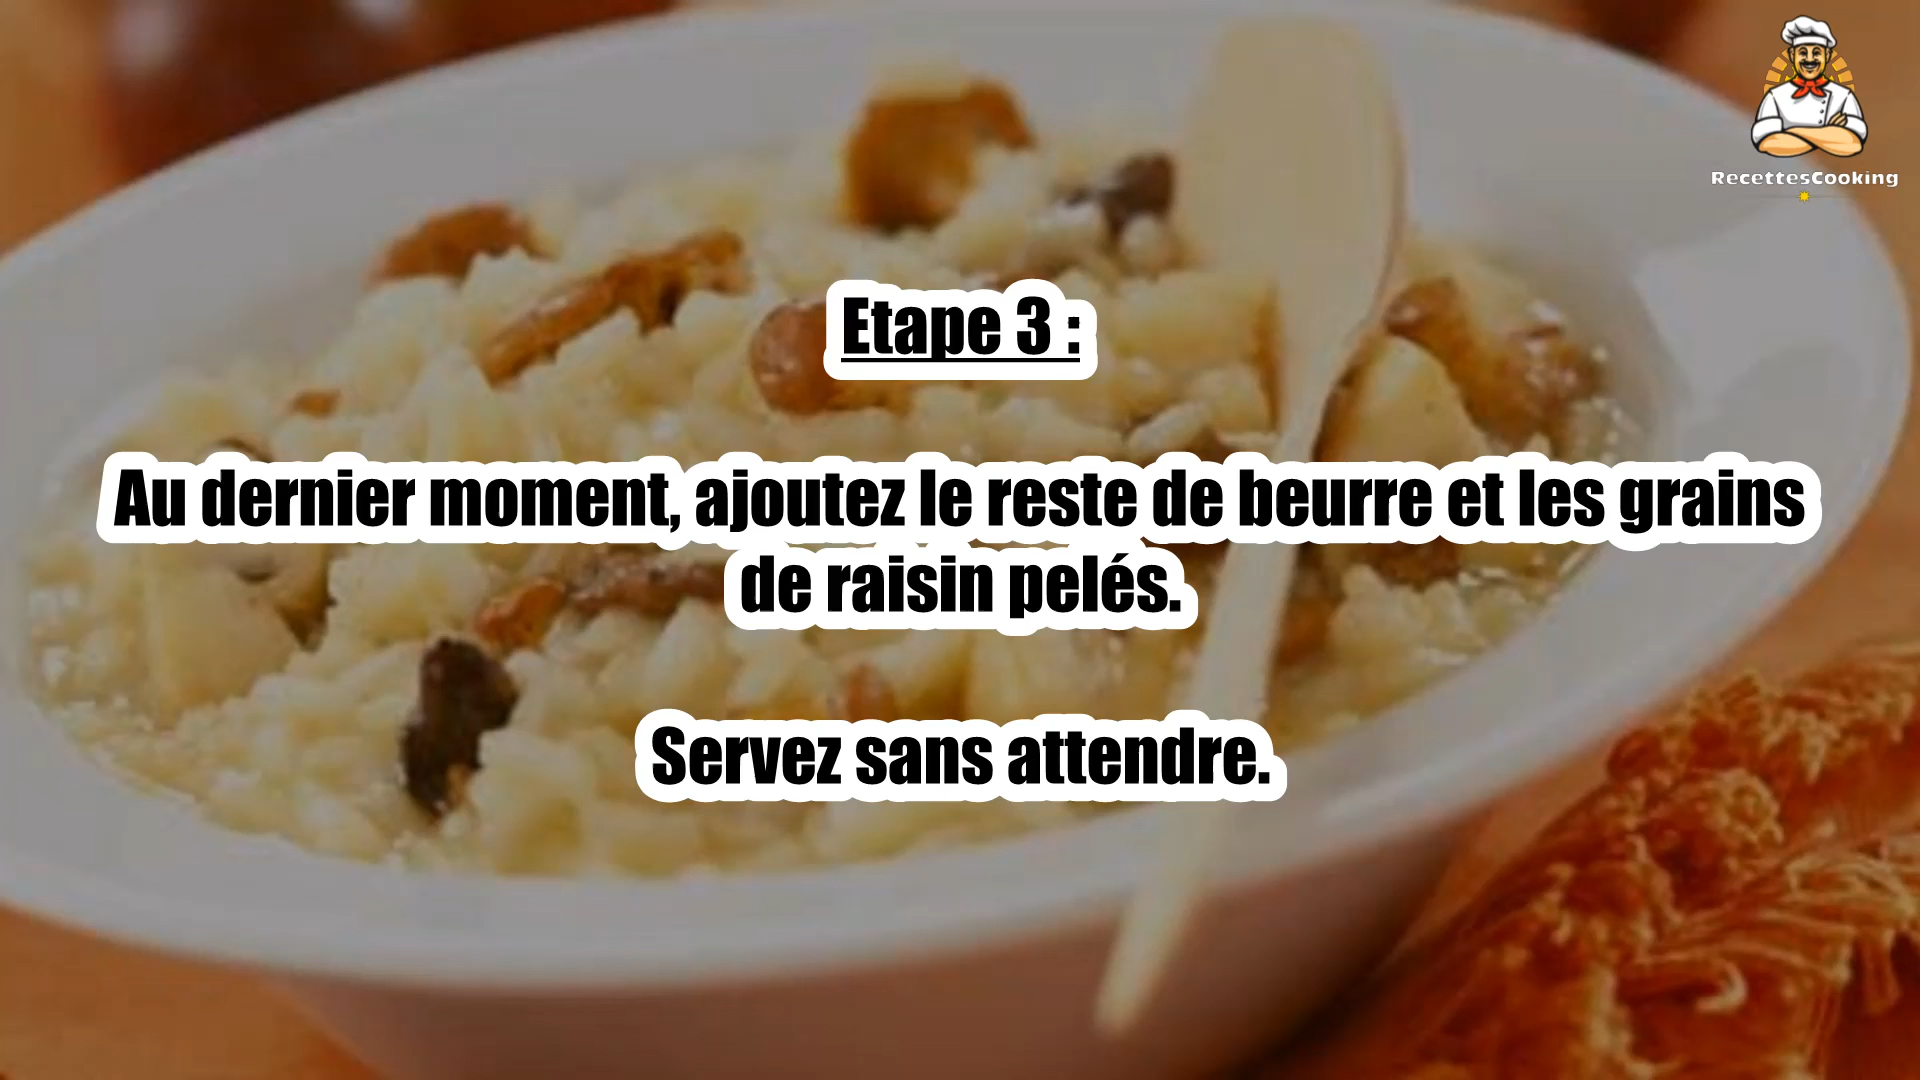 RecettesCooking
Etape 3 :
Au dernier moment, ajoutez le reste de beurre et les grains
de raisin pelés.
Servez sans attendre.